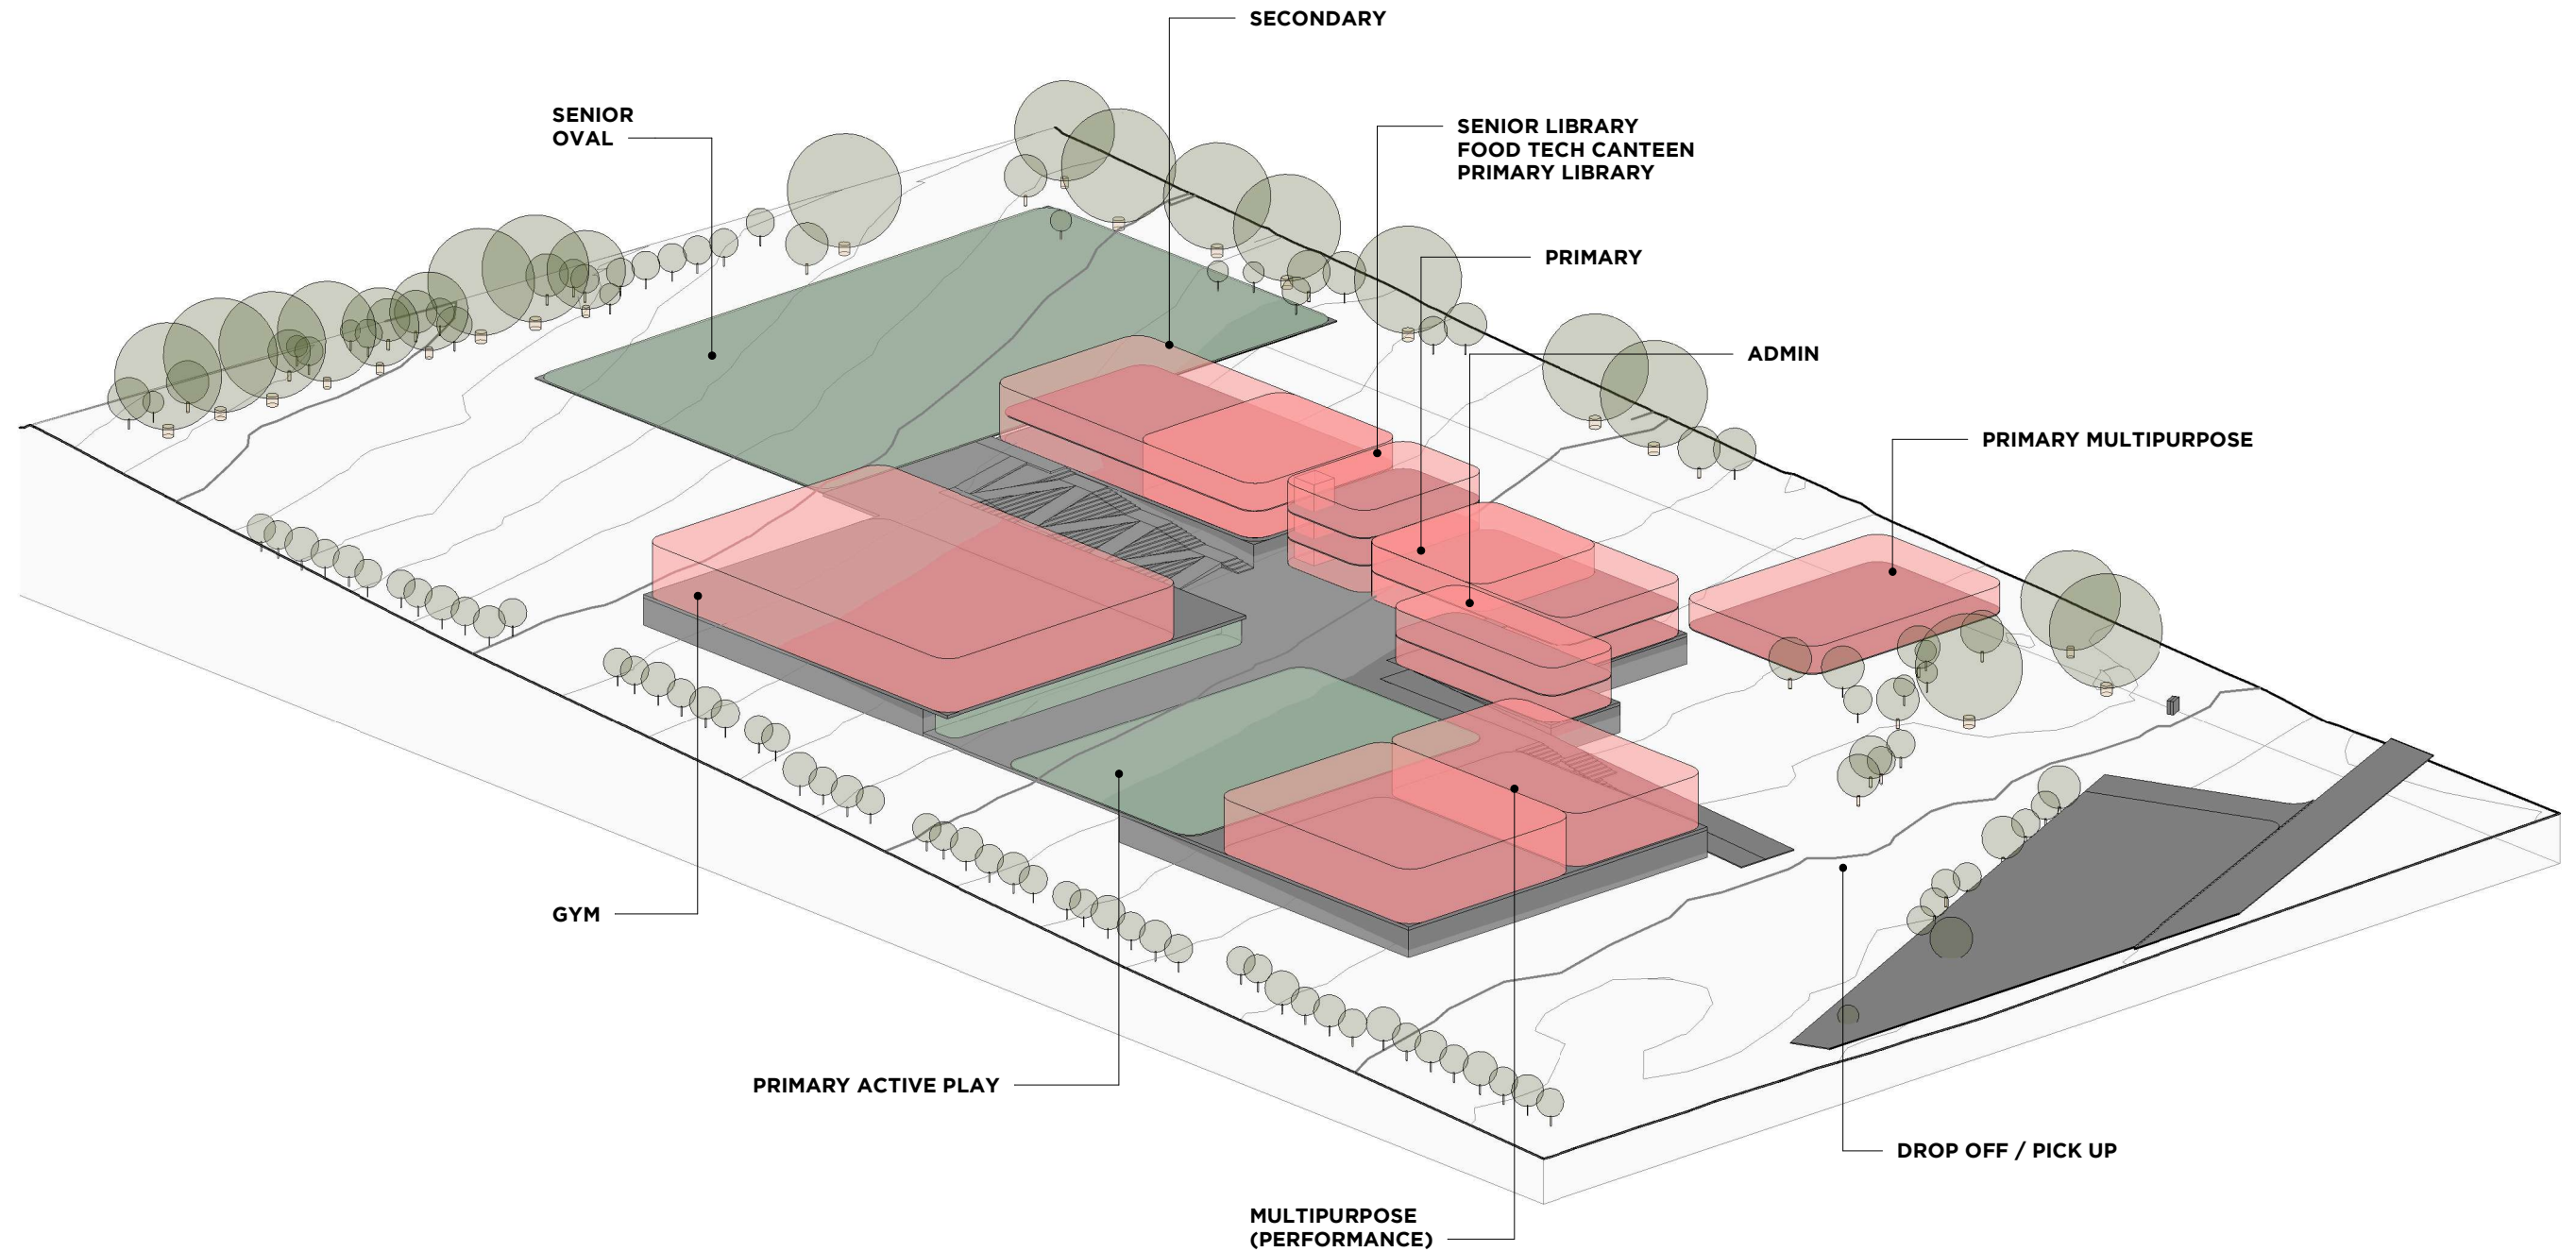 SECONDARY
SENIOR
OVAL
SENIOR LIBRARY
FOOD TECH CANTEEN
PRIMARY LIBRARY
PRIMARY
ADMIN
PRIMARY MULTIPURPOSE
GYM
PRIMARY ACTIVE PLAY
DROP OFF / PICK UP
MULTIPURPOSE
(PERFORMANCE)